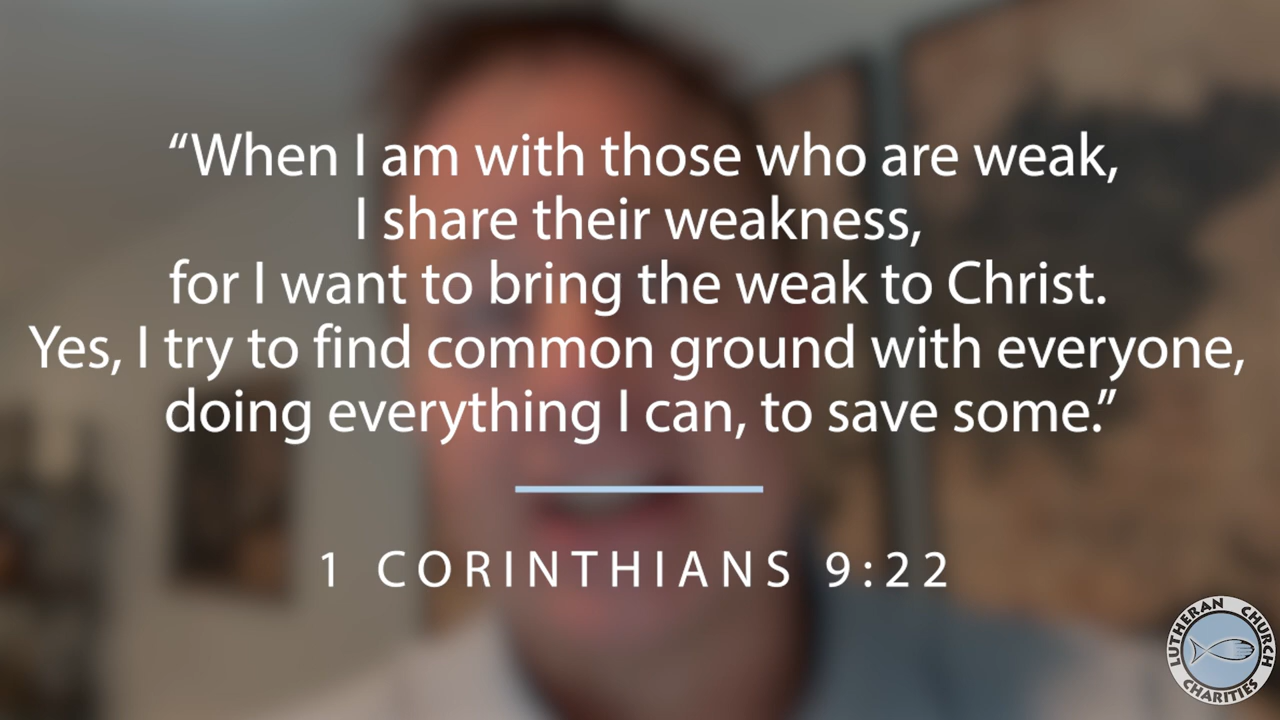 “When I am with those who are weak,
I share their weakness,
for I want to bring the weak to Christ.
Yes, I try to find common ground with everyone,
doing everything I can, to save some.”
1 CORINTHIANS 9:22
LUTHERAN CHURCH
CHARITIES